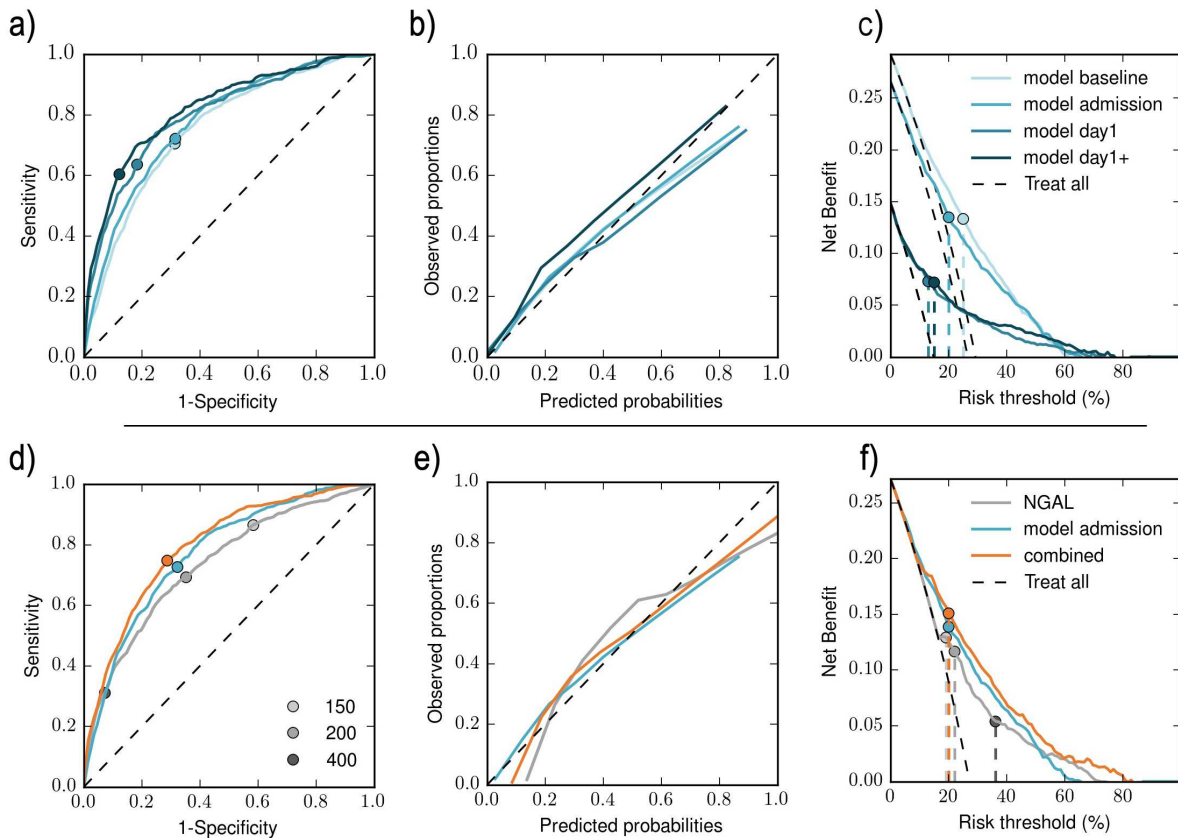 a)
1.0
0.8
0.6
0.4
0.2
0.0
Sensitivity
0.0 0.2 0.4 0.6 0.8 1.0
1-Specificity
b)
1.0
0.8
0.6
0.4
0.2
0.0
Observed proportions
0.0 0.2 0.4 0.6 0.8 1.0
Predicted probabilities
c)
0.25
0.20
0.15
0.10
0.05
0.00
Net Benefit
model baseline
model admission
model day1
model day1+
Treat all
0 20 40 60 80
Risk threshold (%)
d)
1.0
0.8
0.6
0.4
0.2
0.0
Sensitivity
150
200
400
0.0 0.2 0.4 0.6 0.8 1.0
1-Specificity
e)
1.0
0.8
0.6
0.4
0.2
0.0
Observed proportions
0.0 0.2 0.4 0.6 0.8 1.0
Predicted probabilities
f)
0.25
0.20
0.15
0.10
0.05
0.00
Net Benefit
NGAL
model admission
combined
Treat all
0 20 40 60 80
Risk threshold (%)